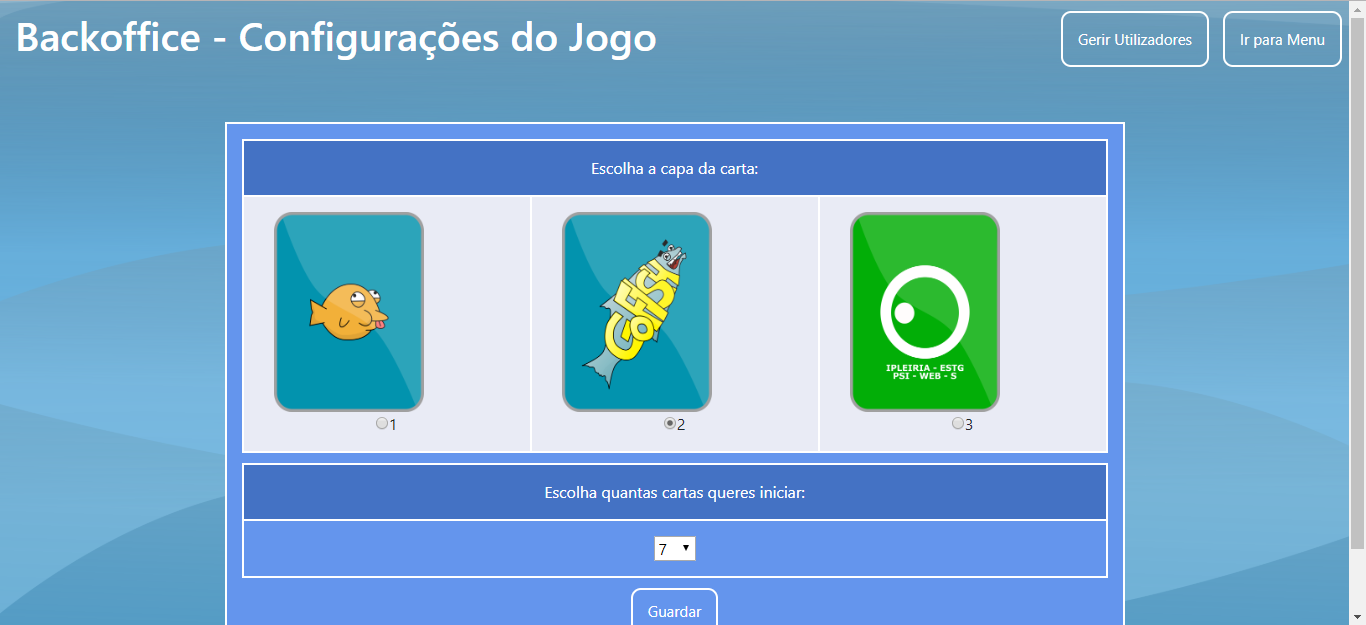 Backoffice - Configurações do Jogo
Gerir Utilizadores
Ir para Menu
Escolha a capa da carta:
GOFISH
IPLEIRIA - ESTG
PSI - WEB - S
1
2
3
Escolha quantas cartas queres iniciar:
7
Guardar